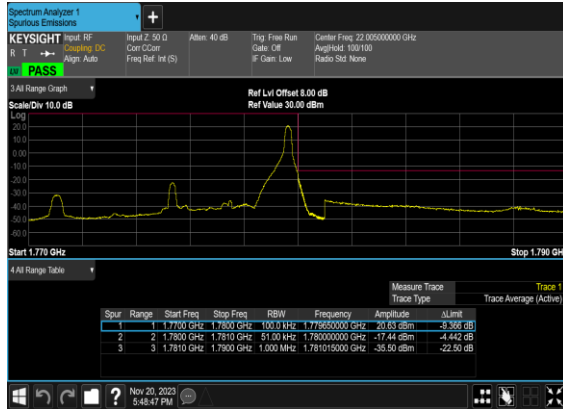 Spectrum Analyzer 1
Spurious Emissions
+
KEYSIGHT Input: RF Input Z: 50 Ω Atten: 40 dB Trig: Free Run Center Freq: 22.005000000 GHz
R T Coupling: DC Corr CCorr Gate: Off Avg|Hold: 100/100
Align: Auto Freq Ref: Int (S) IF Gain: Low Radio Std: None
PASS
3 All Range Graph Ref Lvl Offset 8.00 dB
Scale/Div 10.0 dB Ref Value 30.00 dBm
Log
20.0
10.0
0.00
-10.0
-20.0
-30.0
-40.0
-50.0
-60.0
Start 1.770 GHz Stop 1.790 GH
4 All Range Table
Measure Trace Trace 1
Trace Type Trace Average (Active)
Spur Range Start Freq Stop Freq RBW Frequency Amplitude ΔLimit
1 1 1.7700 GHz 1.7800 GHz 100.0 kHz 1.779650000 GHz 20.63 dBm -9.366 dB
2 2 1.7800 GHz 1.7810 GHz 51.00 kHz 1.780000000 GHz -17.44 dBm -4.442 dB
3 3 1.7810 GHz 1.7900 GHz 1.000 MHz 1.781015000 GHz -35.50 dBm -22.50 dB
? Nov 20, 2023
5:48:47 PM